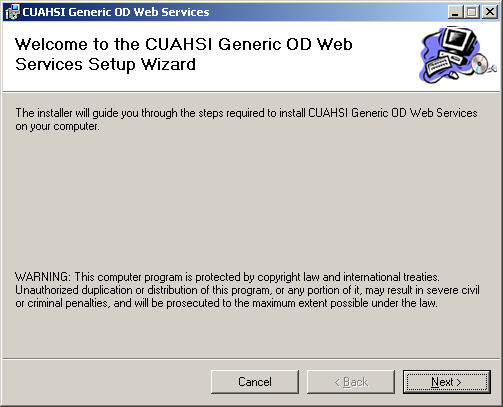 CUAHSI Generic OD Web Services
Welcome to the CUAHSI Generic OD Web
Services Setup Wizard
The installer will guide you through the steps required to install CUAHSI Generic OD Web Services
on your computer.
WARNING: This computer program is protected by copyright law and international treaties.
Unauthorized duplication or distribution of this program, or any portion of it, may result in severe civil
or criminal penalties, and will be prosecuted to the maximum extent possible under the law.
Cancel
< Back
Next >